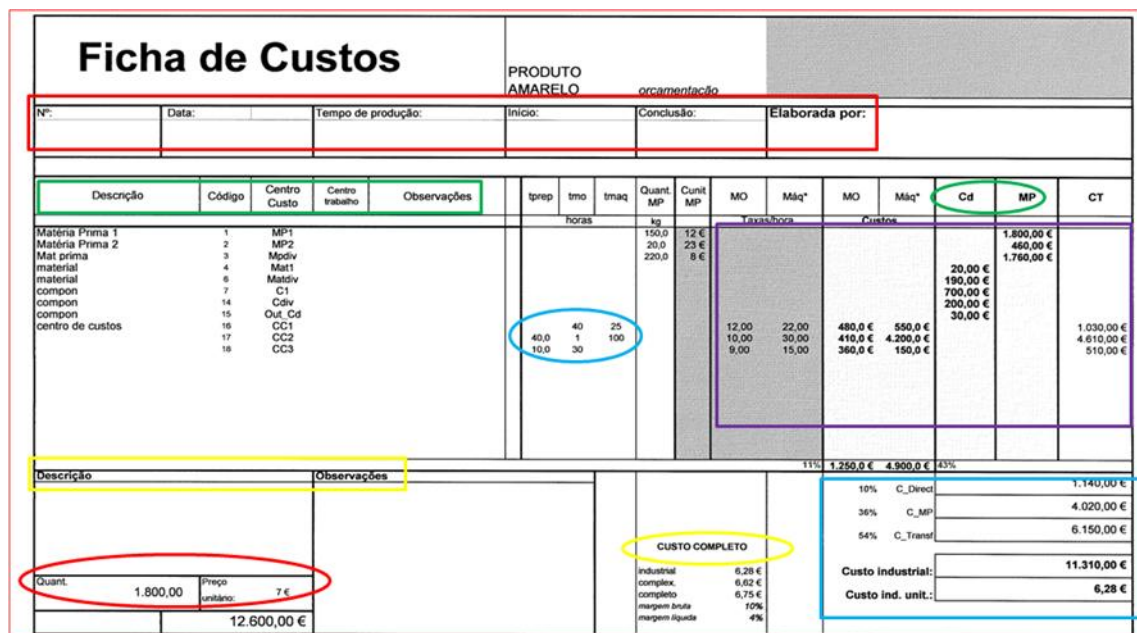 Ficha de Custos
PRODUTO
AMARELO orcamentação
Nº: Data: Tempo de produção: Início: Conclusão: Elaborada por:
Descrição Código Centro Custo Centro trabalho Observações tprep tmo tmaq Quant. MP Cunit MP MO Máq* MO Máq* Cd MP CT
horas kg Taxas/hora Custos
Matéria Prima 1 1 MP1 150,0 12 € 1.800,00 €
Matéria Prima 2 2 MP2 20,0 23 € 460,00 €
Mat prima 3 Mpdiv 220,0 8 € 1.760,00 €
material 4 Mat1 20,00 €
material 6 Matdiv 190,00 €
compon 7 C1 700,00 €
compon 14 Cdiv 200,00 €
compon 15 Out_Cd 30,00 €
centro de custos 16 CC1 40 25 12,00 22,00 480,0 € 550,0 € 1.030,00 €
17 CC2 40,0 1 100 10,00 30,00 410,0 € 4.200,0 € 4.610,00 €
18 CC3 10,0 30 9,00 15,00 360,0 € 150,0 € 510,00 €
11% 1.250,0 € 4.900,0 € 43%
Descrição Observações
10% C_Direct 1.140,00 €
36% C_MP 4.020,00 €
54% C_Transf 6.150,00 €
CUSTO COMPLETO
industrial 6,28 €
complex. 6,62 €
completo 6,75 €
margem bruta 10%
margem líquida 4%
Custo industrial: 11.310,00 €
Custo ind. unit.: 6,28 €
Quant. 1.800,00 Preço unitário: 7 €
12.600,00 €